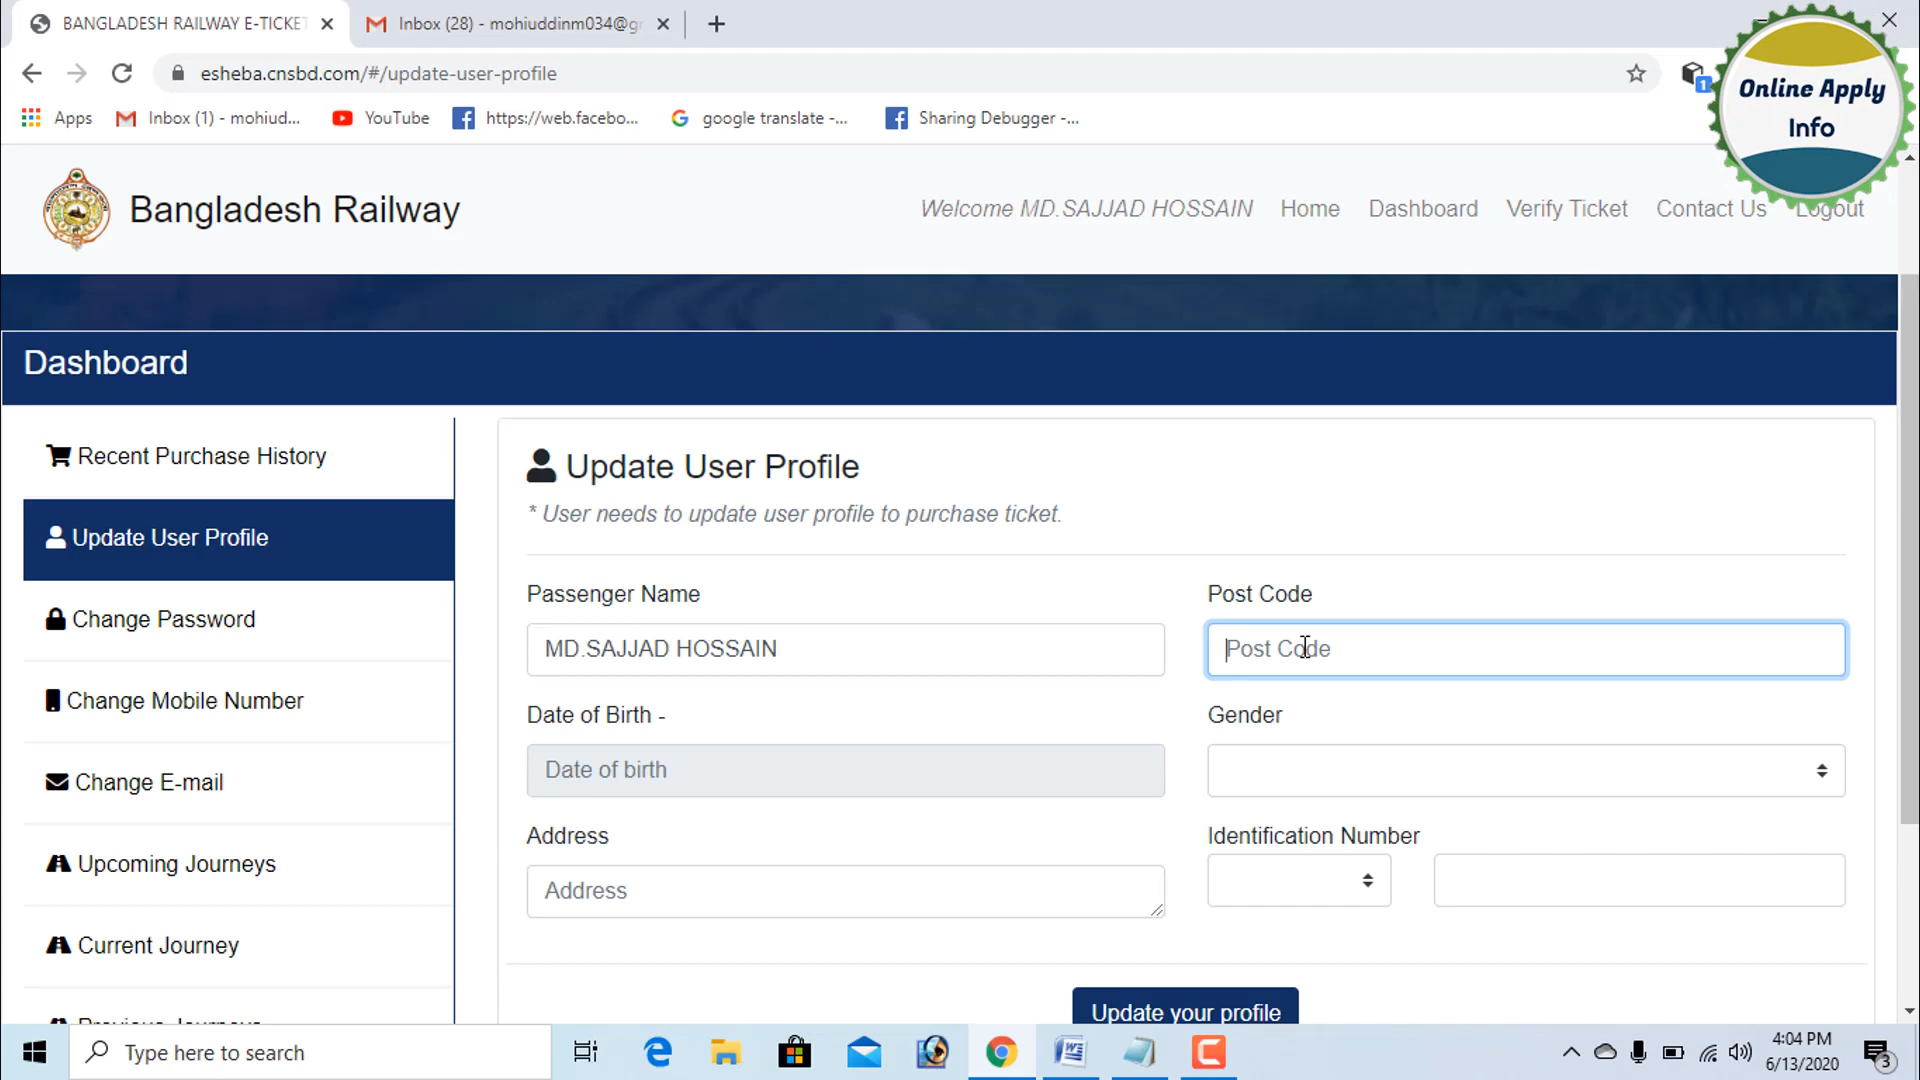 BANGLADESH RAILWAY E-TICKET
Inbox (28) - mohiuddinm034@g
esheba.cnsbd.com/#/update-user-profile
1
Apps
Inbox (1) - mohiud...
YouTube
https://web.facebo...
google translate -...
Sharing Debugger -...
Online Apply
Info
Bangladesh Railway
Welcome MD.SAJJAD HOSSAIN
Home
Dashboard
Verify Ticket
Contact Us
Logout
Dashboard
Recent Purchase History
Update User Profile
Change Password
Change Mobile Number
Change E-mail
Upcoming Journeys
Current Journey
Previous Journeys
Update User Profile
* User needs to update user profile to purchase ticket.
Passenger Name
Post Code
MD.SAJJAD HOSSAIN
Post Code
Date of Birth -
Gender
Date of birth
Address
Identification Number
Address
Update your profile
Type here to search
4:04 PM
6/13/2020
3